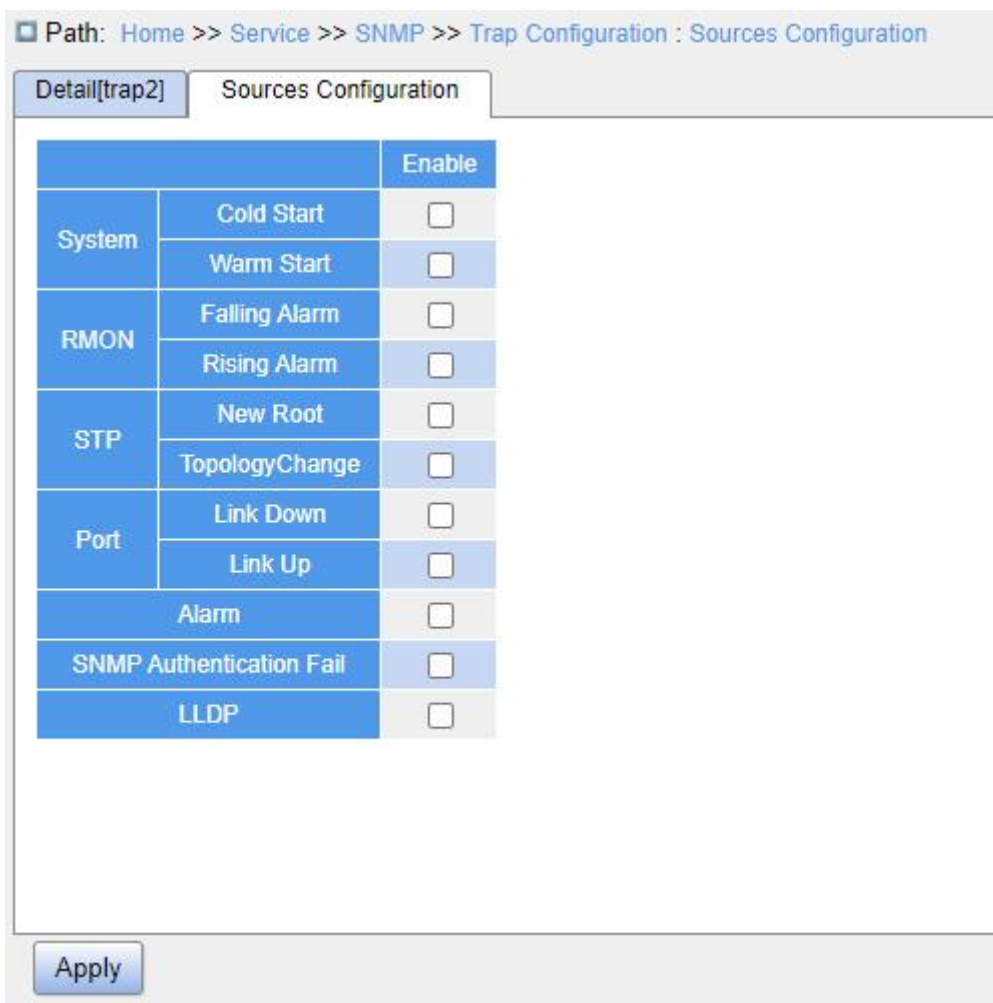 Path: Home >> Service >> SNMP >> Trap Configuration : Sources Configuration
Detail[trap2] Sources Configuration
Enable
System Cold Start
Warm Start
RMON Falling Alarm
Rising Alarm
STP New Root
TopologyChange
Port Link Down
Link Up
Alarm
SNMP Authentication Fail
LLDP
Apply